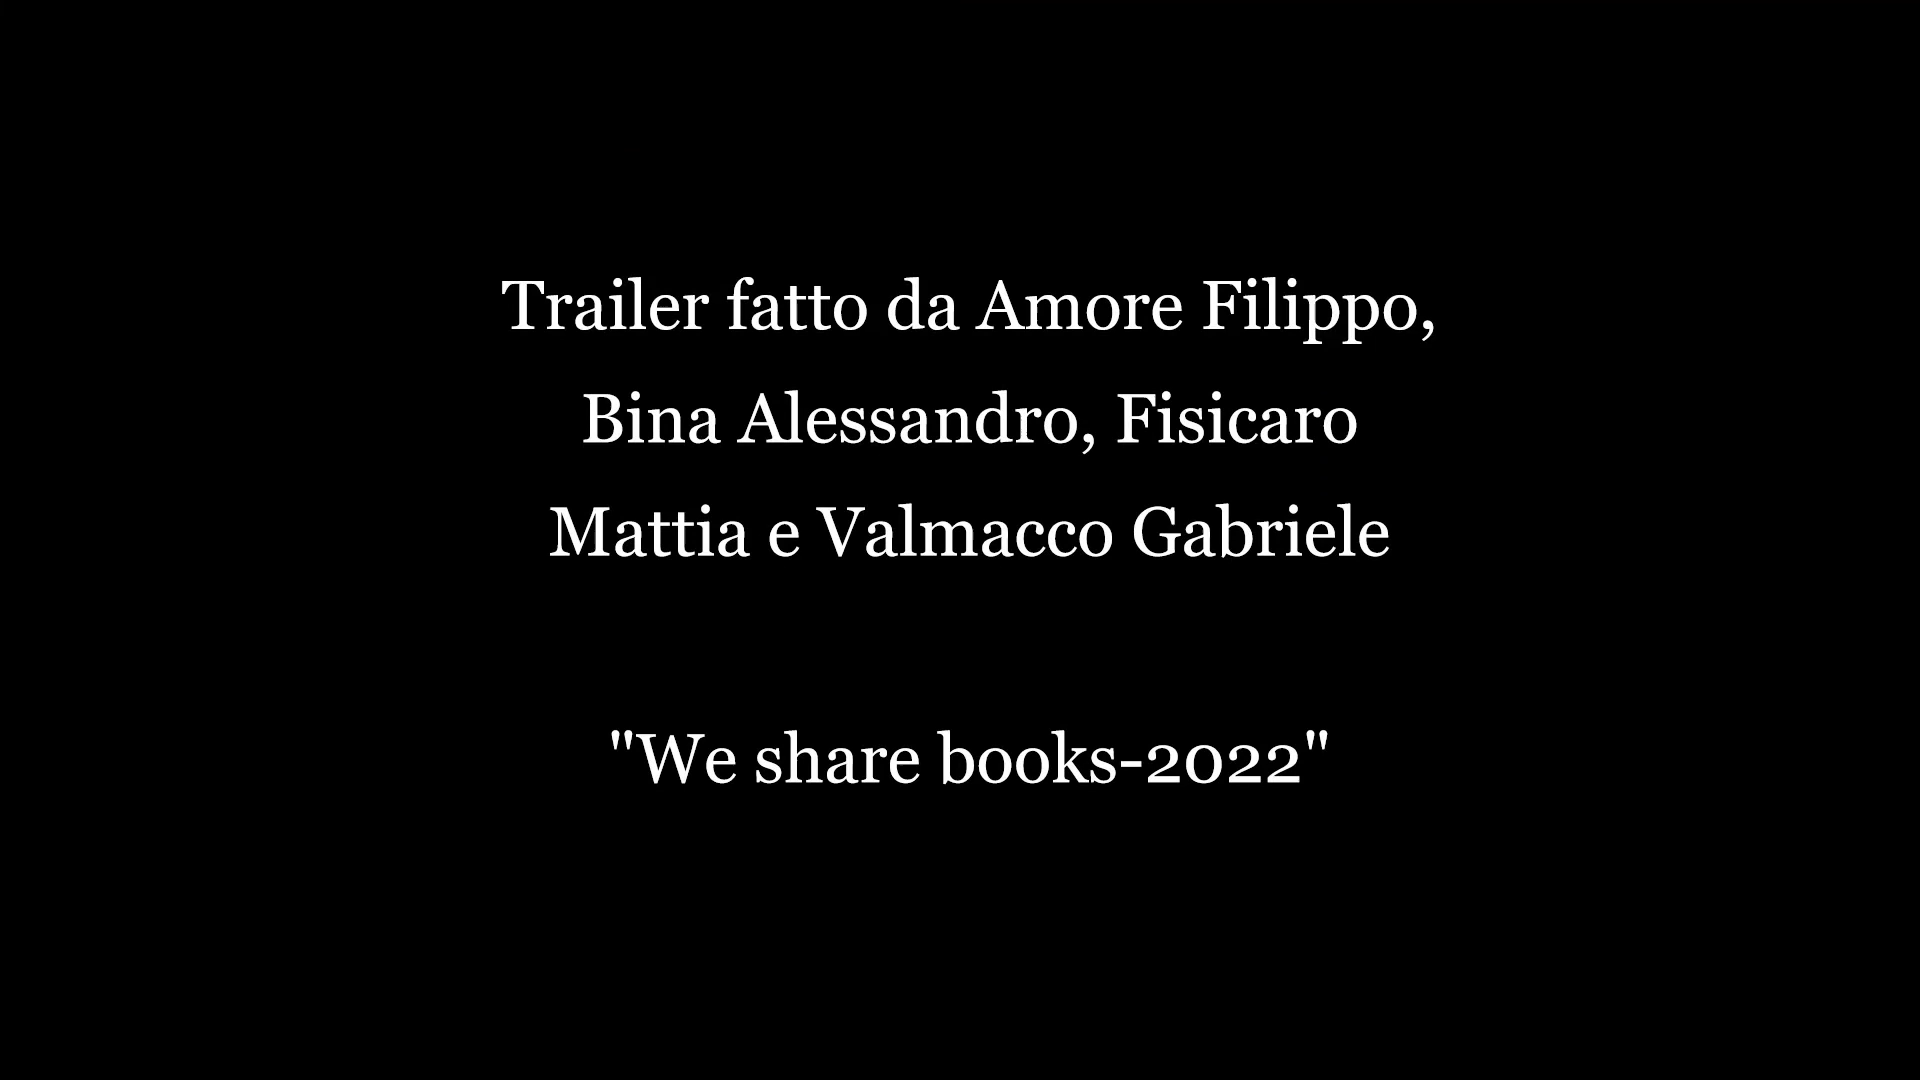 Trailer fatto da Amore Filippo,
Bina Alessandro, Fisicaro
Mattia e Valmacco Gabriele
"We share books-2022"